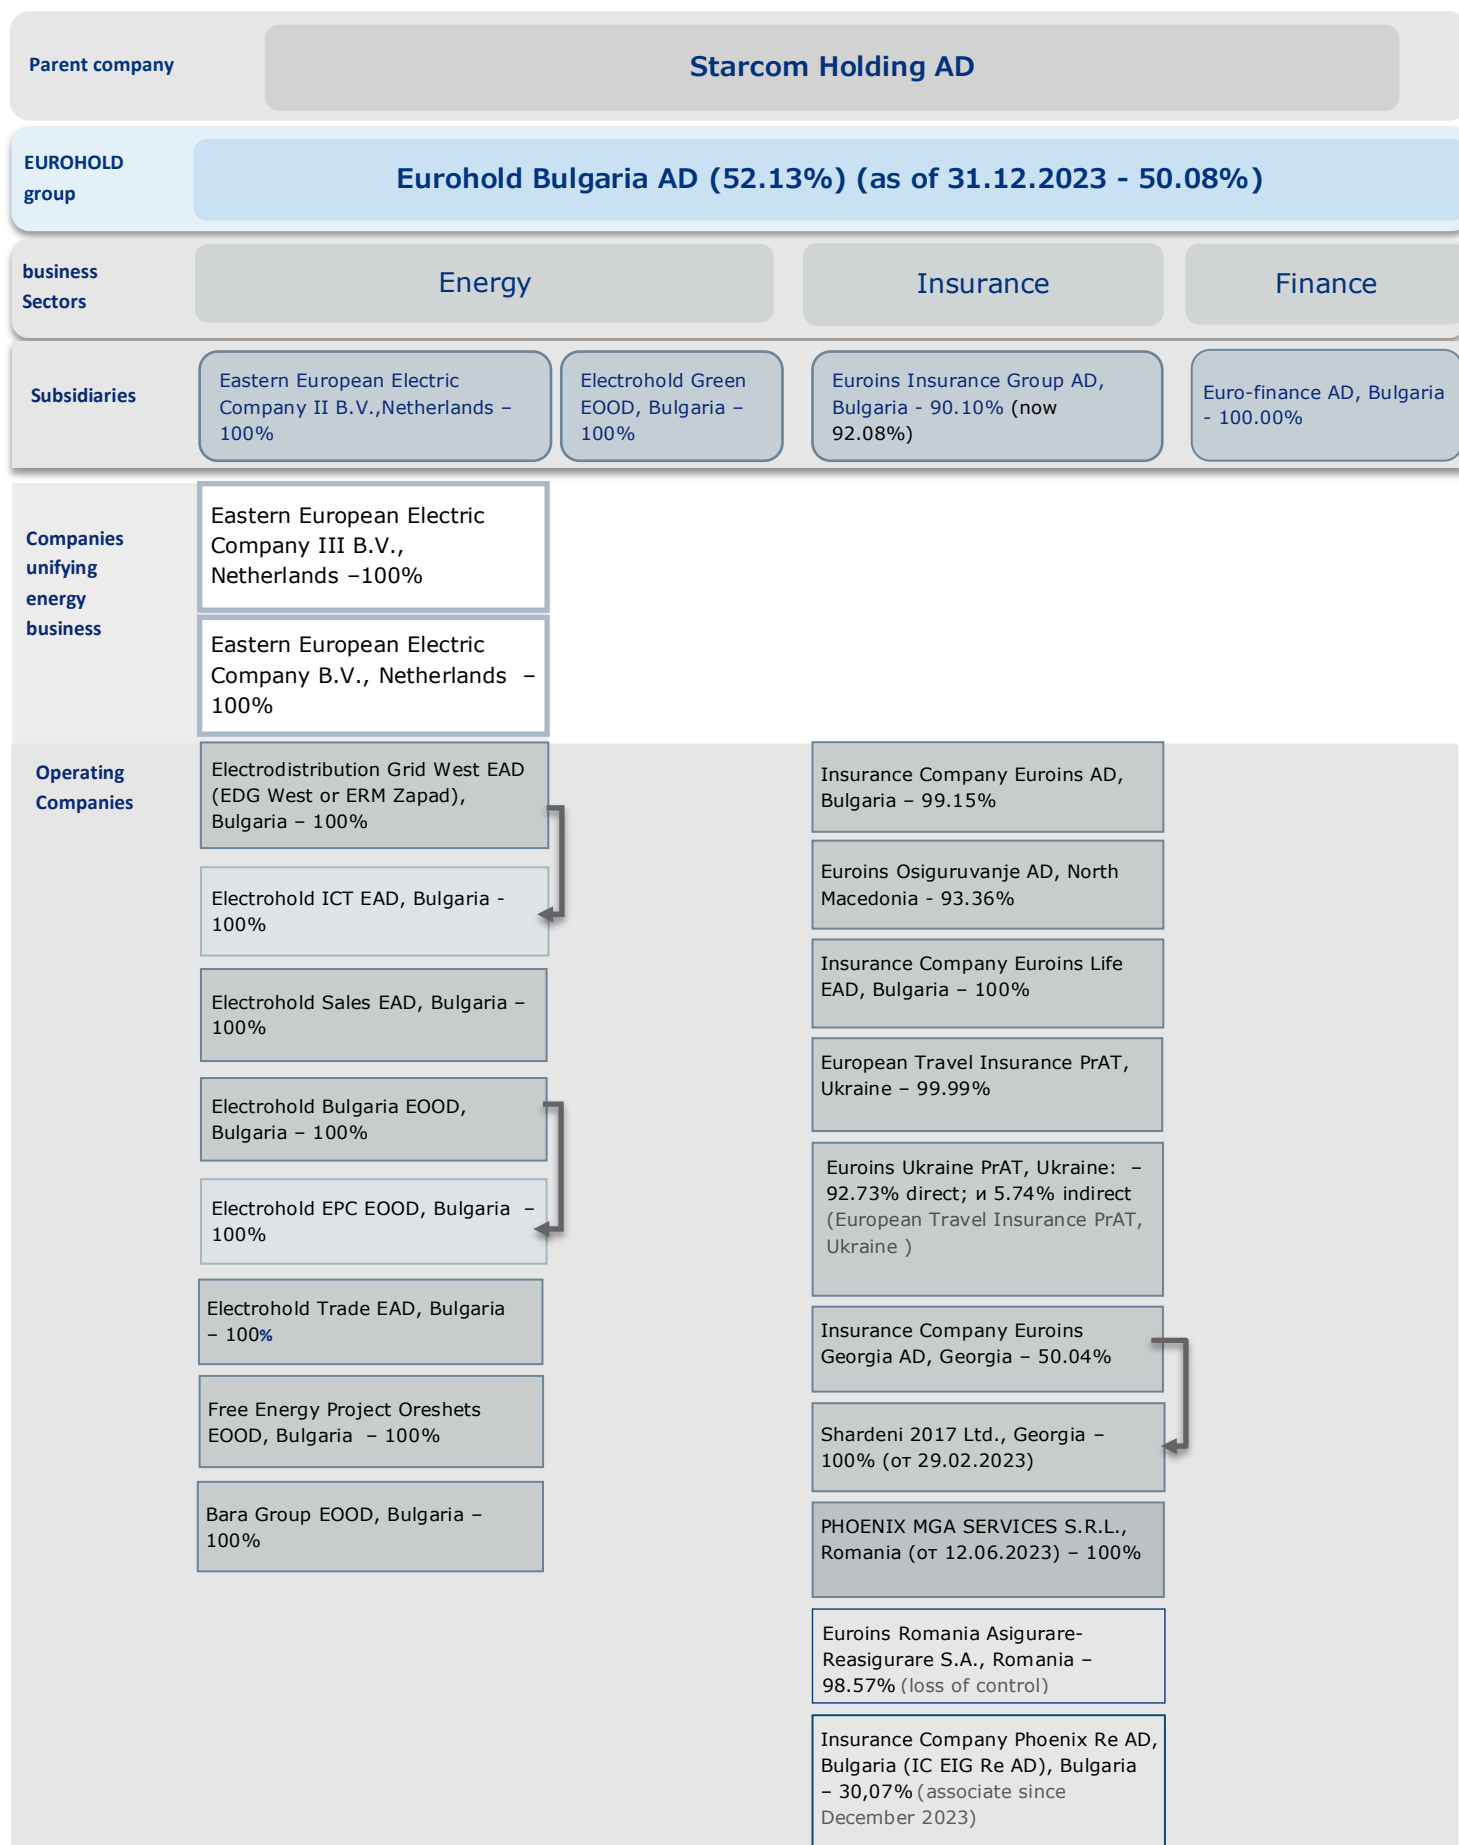 Parent company
Starcom Holding AD
EUROHOLD
group
Eurohold Bulgaria AD (52.13%) (as of 31.12.2023 - 50.08%)
business
Sectors
Energy
Insurance
Finance
Subsidiaries
Eastern European Electric
Company II B.V.,Netherlands –
100%
Electrohold Green
EOOD, Bulgaria –
100%
Euroins Insurance Group AD,
Bulgaria - 90.10% (now
92.08%)
Euro-finance AD, Bulgaria
- 100.00%
Companies
unifying
energy
business
Eastern European Electric
Company III B.V.,
Netherlands –100%
Eastern European Electric
Company B.V., Netherlands –
100%
Operating
Companies
Electrodistribution Grid West EAD
(EDG West or ERM Zapad),
Bulgaria – 100%
Electrohold ICT EAD, Bulgaria -
100%
Electrohold Sales EAD, Bulgaria –
100%
Electrohold Bulgaria EOOD,
Bulgaria – 100%
Electrohold EPC EOOD, Bulgaria –
100%
Electrohold Trade EAD, Bulgaria
– 100%
Free Energy Project Oreshets
EOOD, Bulgaria – 100%
Bara Group EOOD, Bulgaria –
100%
Insurance Company Euroins AD,
Bulgaria – 99.15%
Euroins Osiguruvanje AD, North
Macedonia - 93.36%
Insurance Company Euroins Life
EAD, Bulgaria – 100%
European Travel Insurance PrAT,
Ukraine – 99.99%
Euroins Ukraine PrAT, Ukraine: –
92.73% direct; и 5.74% indirect
(European Travel Insurance PrAT,
Ukraine )
Insurance Company Euroins
Georgia AD, Georgia – 50.04%
Shardeni 2017 Ltd., Georgia –
100% (от 29.02.2023)
PHOENIX MGA SERVICES S.R.L.,
Romania (от 12.06.2023) – 100%
Euroins Romania Asigurare-
Reasigurare S.A., Romania –
98.57% (loss of control)
Insurance Company Phoenix Re AD,
Bulgaria (IC EIG Re AD), Bulgaria
– 30,07% (associate since
December 2023)